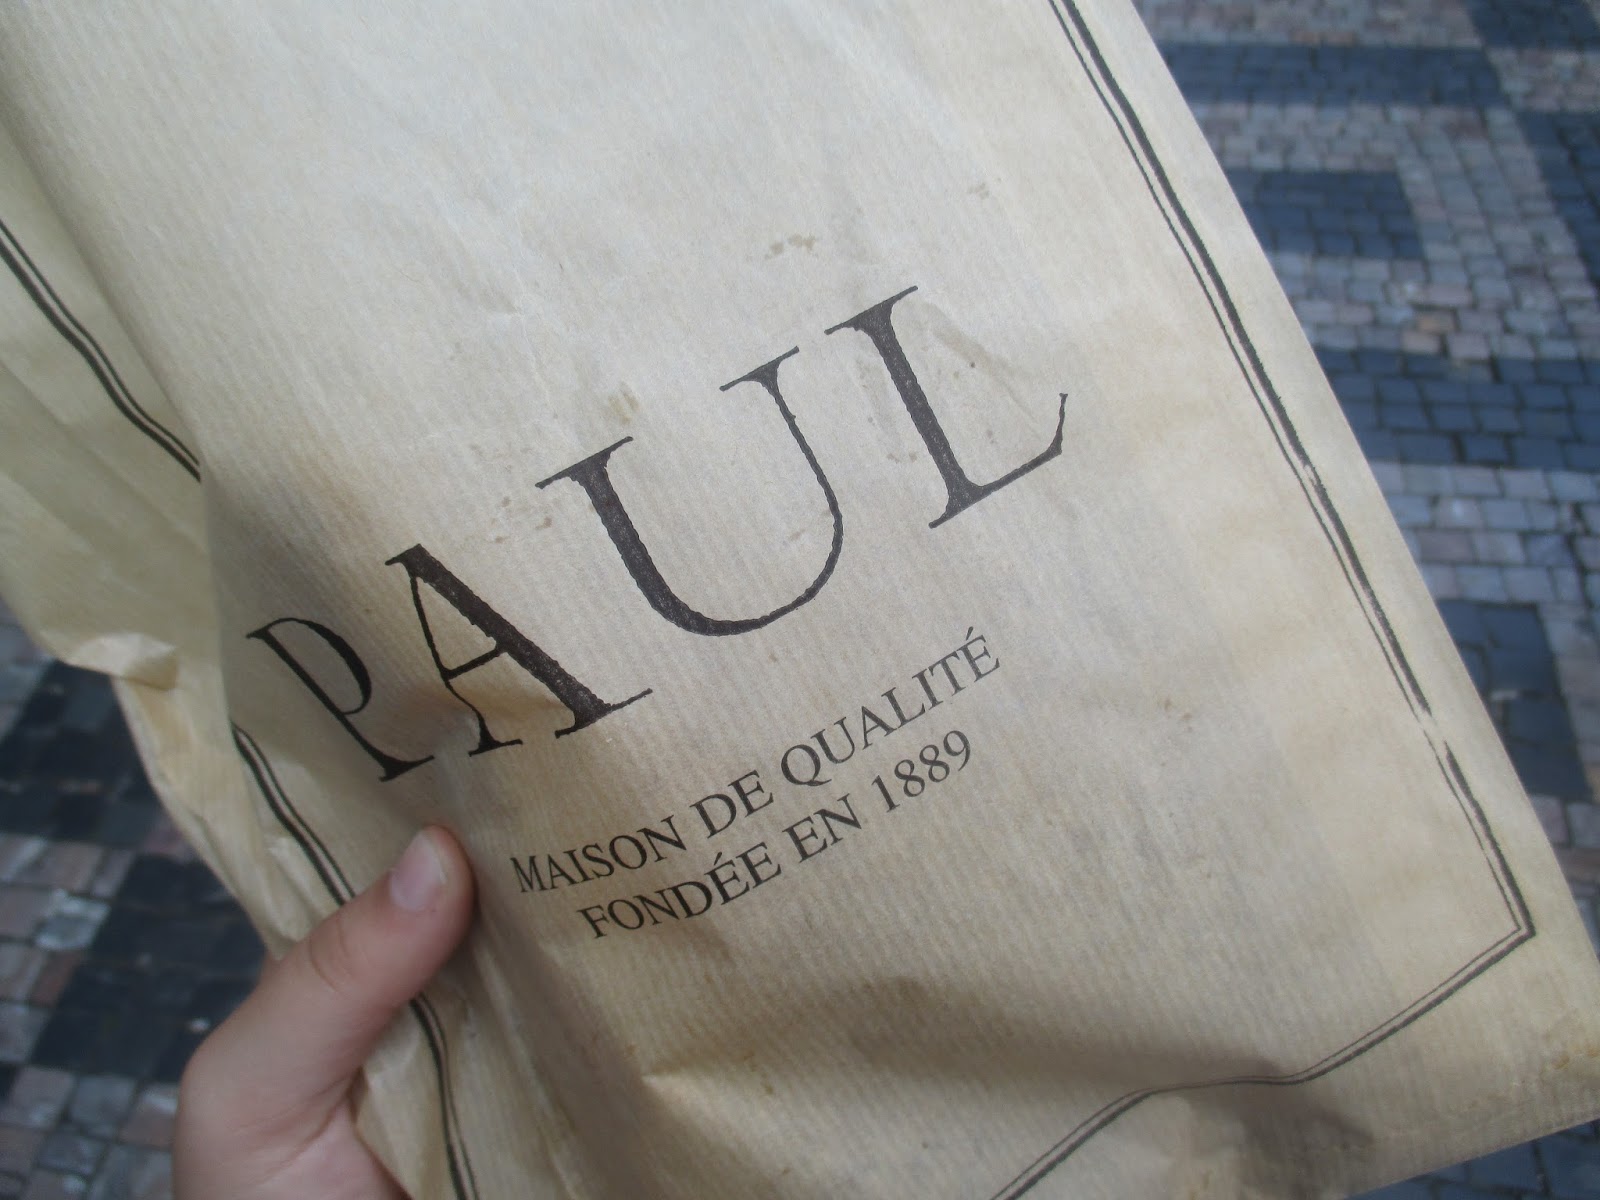 PAUL
MAISON DE QUALITÉ
FONDÉE EN 1889